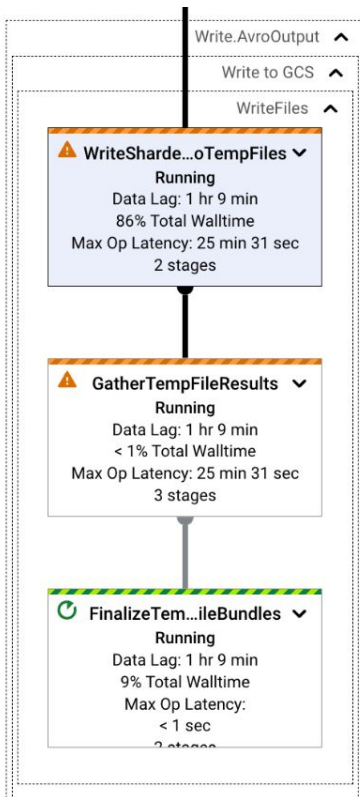 Write.AvroOutput
Write to GCS
WriteFiles
WriteSharde...oTempFiles
Running
Data Lag: 1 hr 9 min
86% Total Walltime
Max Op Latency: 25 min 31 sec
2 stages
GatherTempFileResults
Running
Data Lag: 1 hr 9 min
< 1% Total Walltime
Max Op Latency: 25 min 31 sec
3 stages
FinalizeTem...ileBundles
Running
Data Lag: 1 hr 9 min
9% Total Walltime
Max Op Latency:
< 1 sec
stages